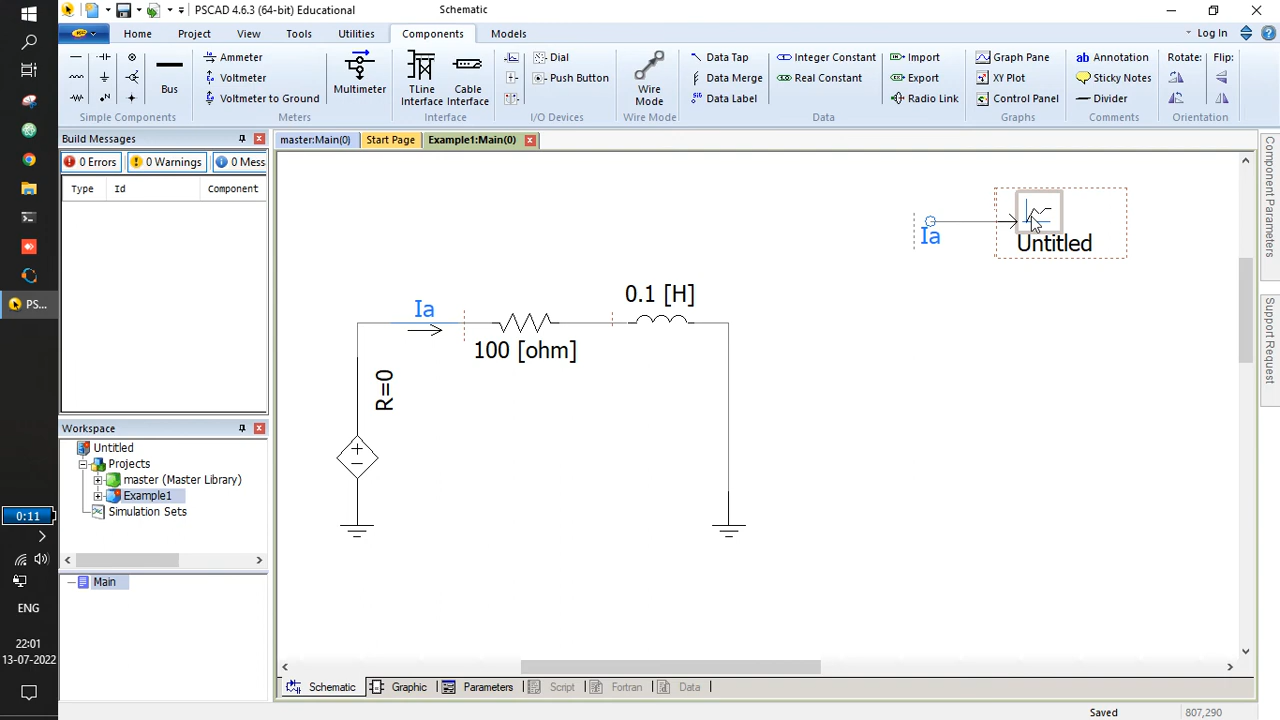 PSCAD 4.6.3 (64-bit) Educational
Schematic
Home
Project
View
Tools
Utilities
Components
Models
Log In
Ammeter
Voltmeter
Voltmeter to Ground
Bus
Simple Components
Meters
Multimeter
TLine Interface
Cable Interface
Interface
Dial
Push Button
I/O Devices
Wire Mode
Wire Mode
Data Tap
Data Merge
Data Label
Integer Constant
Real Constant
Data
Import
Export
Radio Link
Graph Pane
XY Plot
Control Panel
Graphs
Annotation
Sticky Notes
Divider
Comments
Rotate:
Flip:
Orientation
Build Messages
0 Errors
0 Warnings
0 Mess
Type
Id
Component
master:Main(0)
Start Page
Example1:Main(0)
Ia
Untitled
Ia
100 [ohm]
0.1 [H]
R=0
Component Parameters
Support Request
Workspace
Untitled
Projects
master (Master Library)
Example1
Simulation Sets
Main
PS...
0:11
ENG
22:01
13-07-2022
Schematic
Graphic
Parameters
Script
Fortran
Data
Saved
807,290